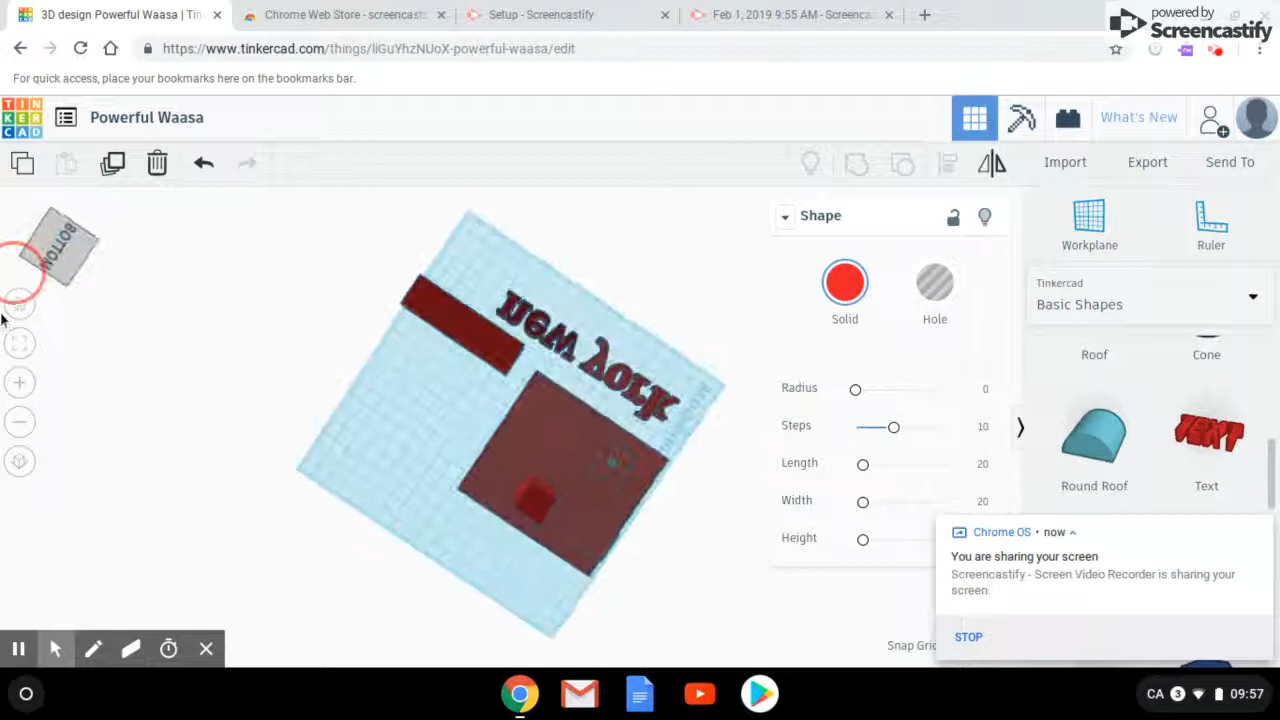 3D design Powerful Waasa | Tin
Chrome Web Store - screencast
Setup - Screencastify
Feb 1, 2019 9:55 AM - Screenca
powered by
Screencastify
https://www.tinkercad.com/things/liGuYhzNUoX-powerful-waasa/edit
For quick access, place your bookmarks here on the bookmarks bar.
TIN
KER
CAD
Powerful Waasa
What's New
Import
Export
Send To
BOTTOM
New York
Shape
Solid
Hole
Radius
0
Steps
10
Length
20
Width
20
Height
Workplane
Ruler
Tinkercad
Basic Shapes
Roof
Cone
TEXT
Round Roof
Text
Chrome OS • now
You are sharing your screen
Screencastify - Screen Video Recorder is sharing your
screen.
STOP
Snap Gri
CA
3
09:57